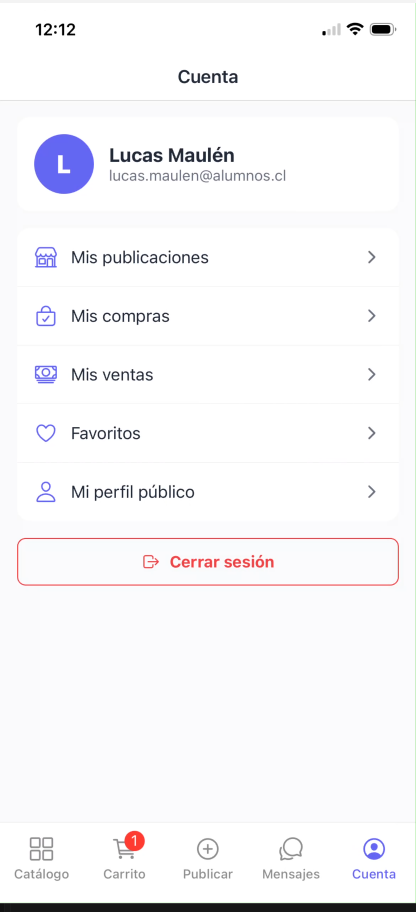 12:12
Cuenta
L
Lucas Maulén
lucas.maulen@alumnos.cl
Mis publicaciones
Mis compras
Mis ventas
Favoritos
Mi perfil público
Cerrar sesión
1
Catálogo Carrito Publicar Mensajes Cuenta